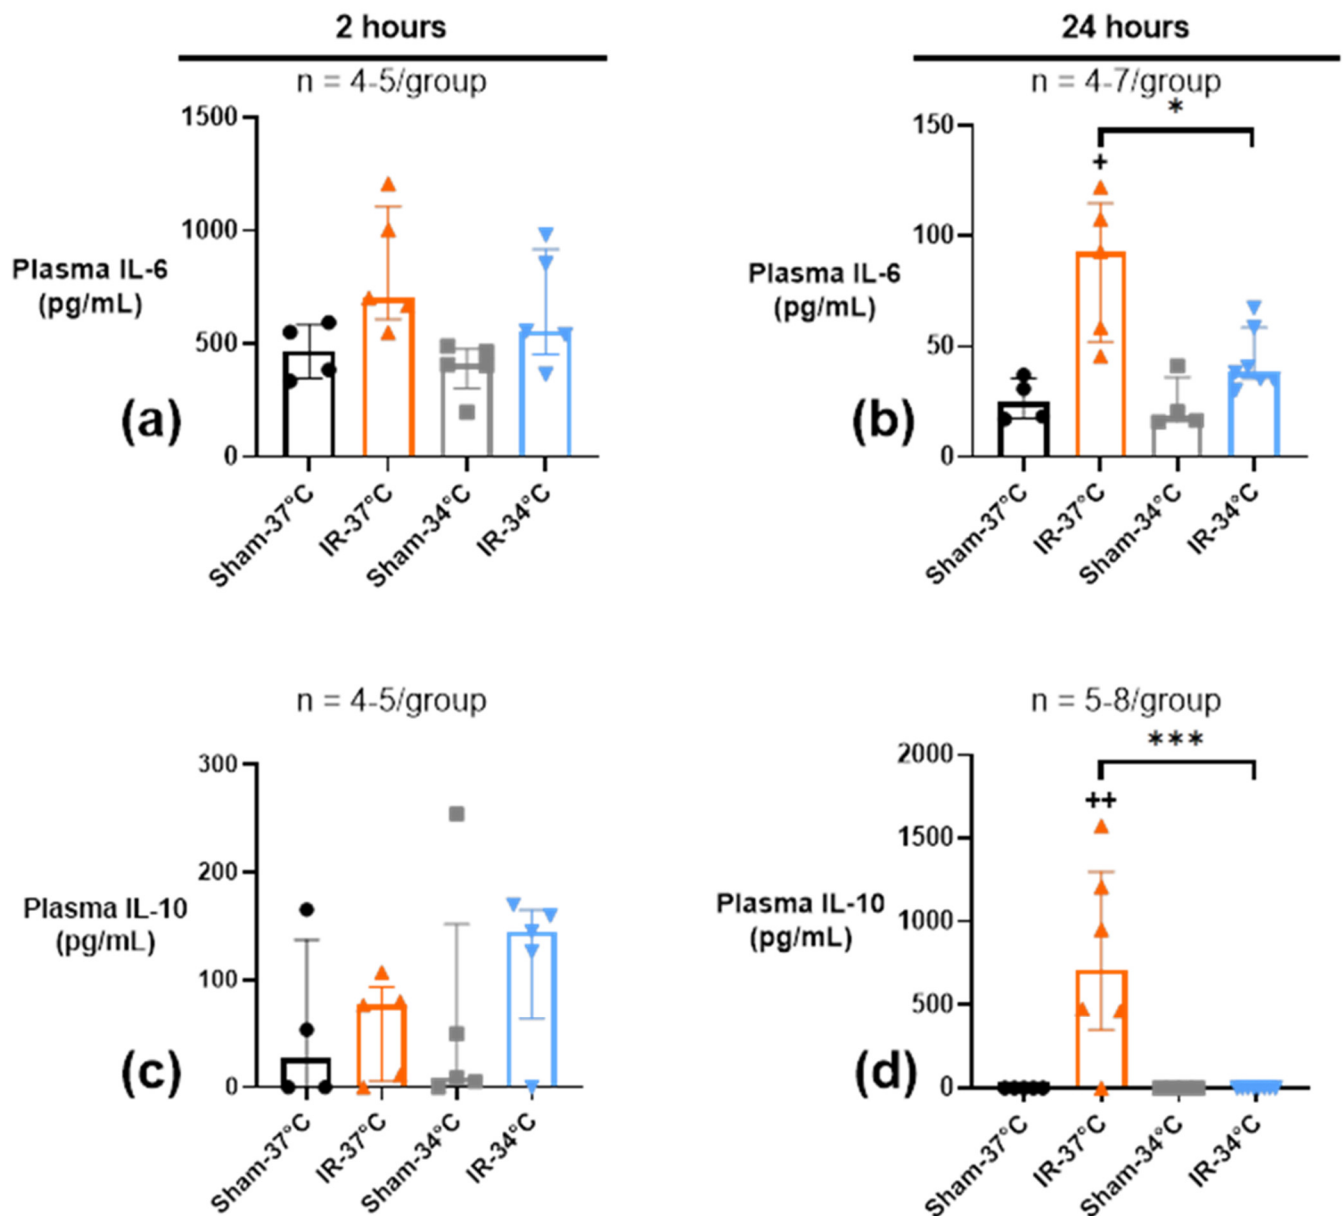 2 hours
24 hours
n = 4-5/group
n = 4-7/group
*
+
1500
1000
500
0
Plasma IL-6
(pg/mL)
(a)
Sham-37°C
IR-37°C
Sham-34°C
IR-34°C
150
100
50
0
Plasma IL-6
(pg/mL)
(b)
Sham-37°C
IR-37°C
Sham-34°C
IR-34°C
n = 4-5/group
n = 5-8/group
***
++
300
200
100
0
Plasma IL-10
(pg/mL)
(c)
Sham-37°C
IR-37°C
Sham-34°C
IR-34°C
2000
1500
1000
500
0
Plasma IL-10
(pg/mL)
(d)
Sham-37°C
IR-37°C
Sham-34°C
IR-34°C